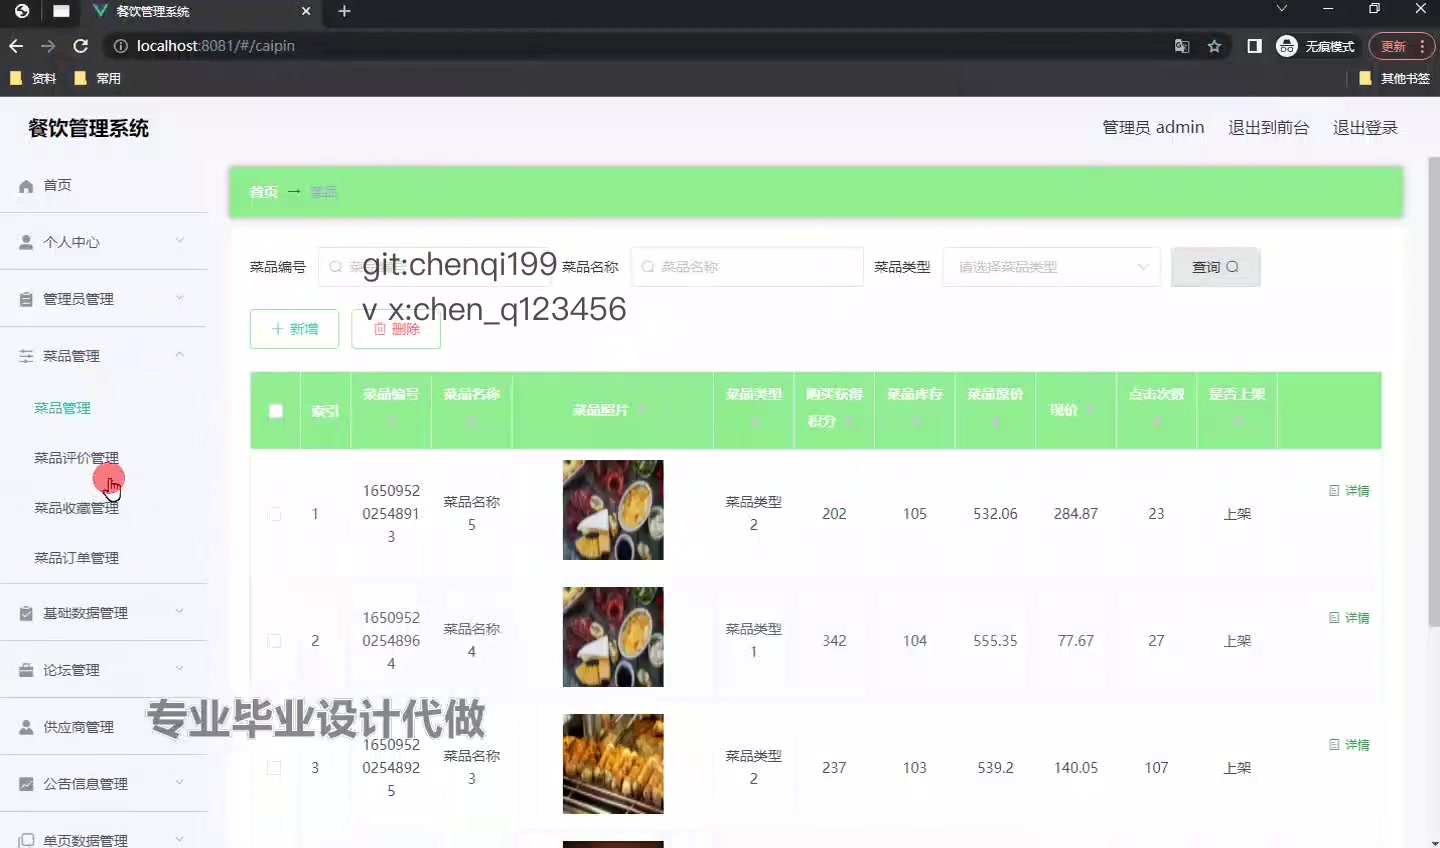 餐饮管理系统
localhost:8081/#/caipin
无痕模式
更新
资料
常用
其他书签
餐饮管理系统
管理员 admin
退出到前台
退出登录
首页
个人中心
管理员管理
菜品管理
菜品管理
菜品评价管理
菜品收藏管理
菜品订单管理
基础数据管理
论坛管理
供应商管理
公告信息管理
单页数据管理
首页 → 菜品
菜品编号
git:chenqi199
菜品名称
菜品名称
菜品类型
请选择菜品类型
查询
v x:chen_q123456
新增
删除
索引
菜品编号
菜品名称
菜品照片
菜品类型
购买获得
积分
菜品库存
菜品原价
现价
点击次数
是否上架
1
1650952
0254891
3
菜品名称
5
菜品类型
2
202
105
532.06
284.87
23
上架
详情
2
1650952
0254896
4
菜品名称
4
菜品类型
1
342
104
555.35
77.67
27
上架
详情
专业毕业设计代做
3
1650952
0254892
5
菜品名称
3
菜品类型
2
237
103
539.2
140.05
107
上架
详情